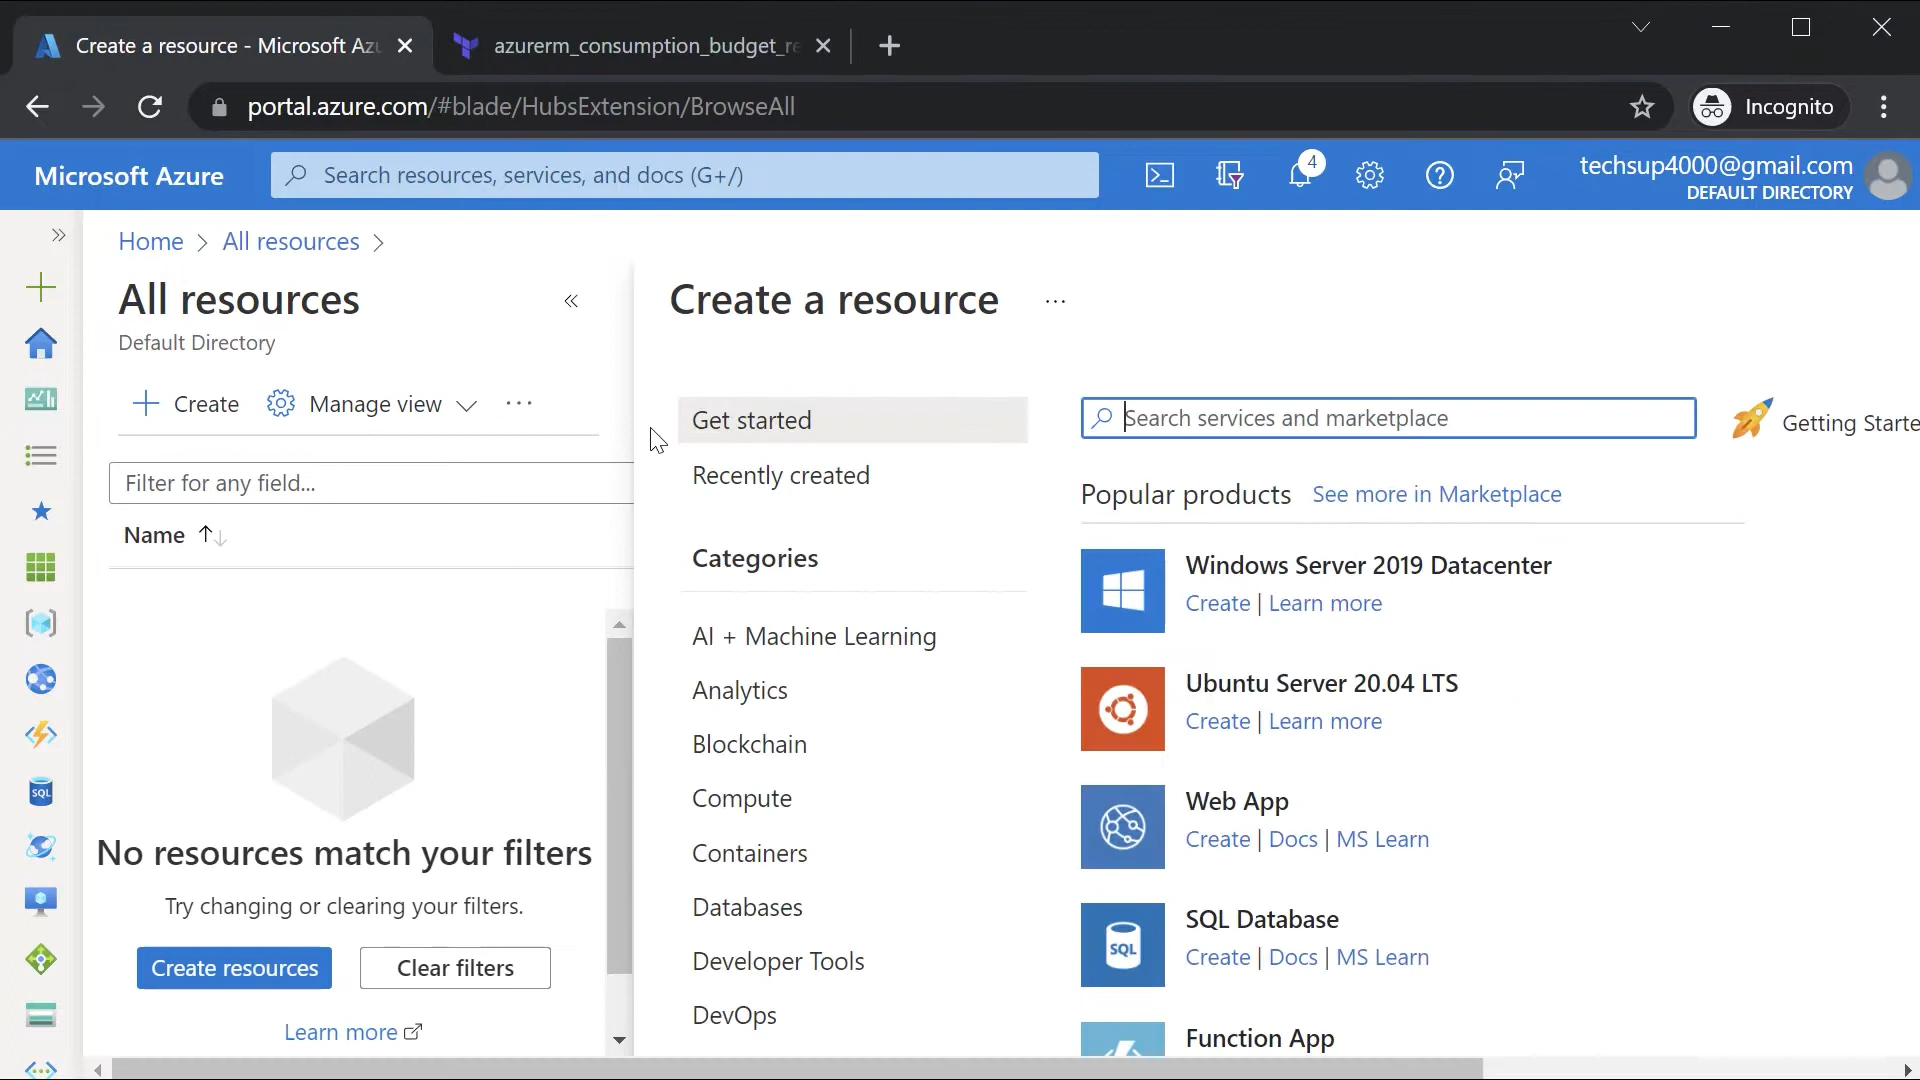 Create a resource - Microsoft Azu
azurerm_consumption_budget_re
portal.azure.com/#blade/HubsExtension/BrowseAll
Incognito
Microsoft Azure
Search resources, services, and docs (G+/)
4
techsup4000@gmail.com
DEFAULT DIRECTORY
Home > All resources >
All resources
Default Directory
Create
Manage view
Filter for any field...
Name
No resources match your filters
Try changing or clearing your filters.
Create resources
Clear filters
Learn more
Create a resource
Get started
Recently created
Categories
AI + Machine Learning
Analytics
Blockchain
Compute
Containers
Databases
Developer Tools
DevOps
Search services and marketplace
Getting Starte
Popular products
See more in Marketplace
Windows Server 2019 Datacenter
Create | Learn more
Ubuntu Server 20.04 LTS
Create | Learn more
Web App
Create | Docs | MS Learn
SQL
SQL Database
Create | Docs | MS Learn
Function App
SQL